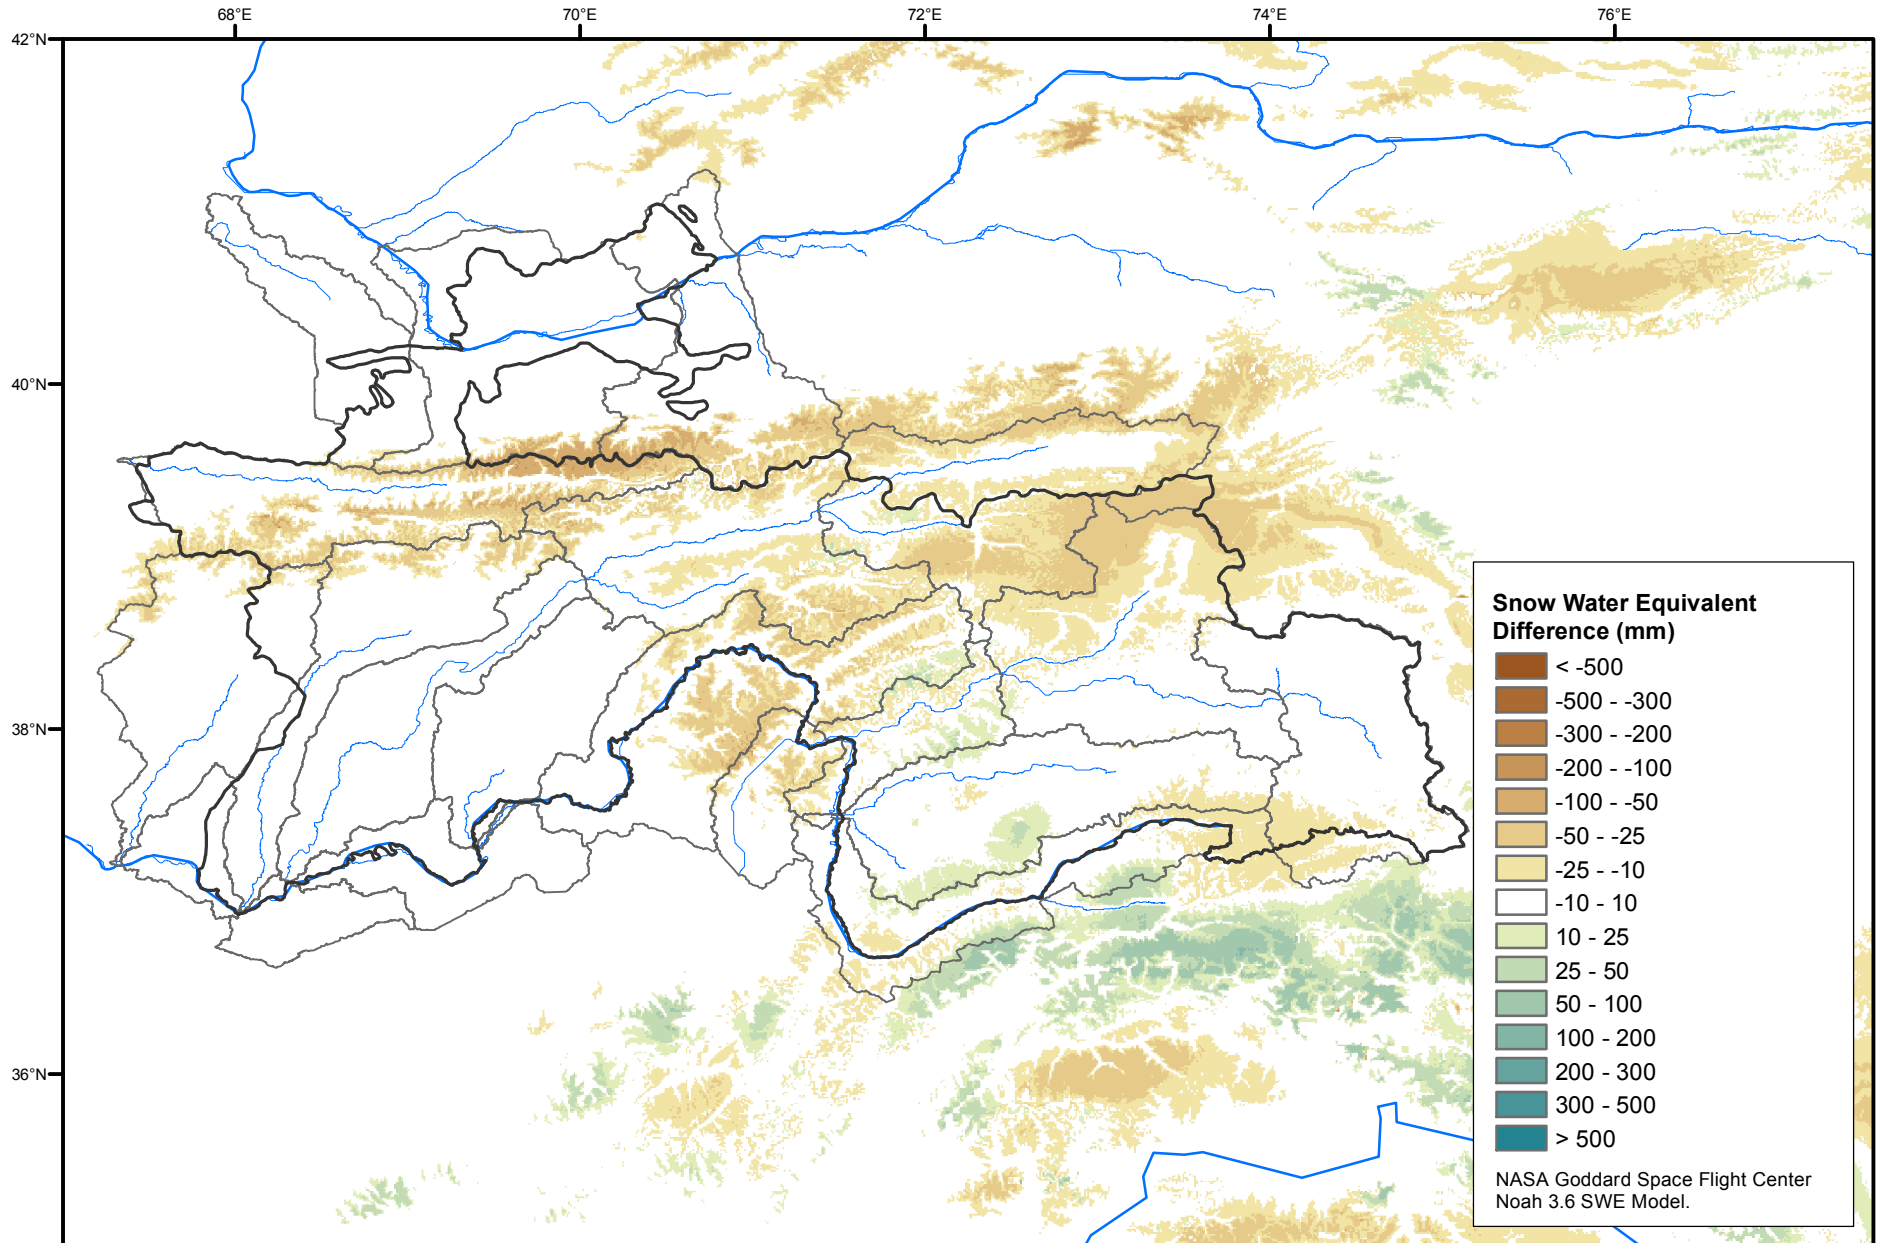 68°E 70°E 72°E 74°E 76°E
42°N
40°N
38°N
36°N
Snow Water Equivalent
Difference (mm)
< -500
-500 - -300
-300 - -200
-200 - -100
-100 - -50
-50 - -25
-25 - -10
-10 - 10
10 - 25
25 - 50
50 - 100
100 - 200
200 - 300
300 - 500
> 500
NASA Goddard Space Flight Center
Noah 3.6 SWE Model.